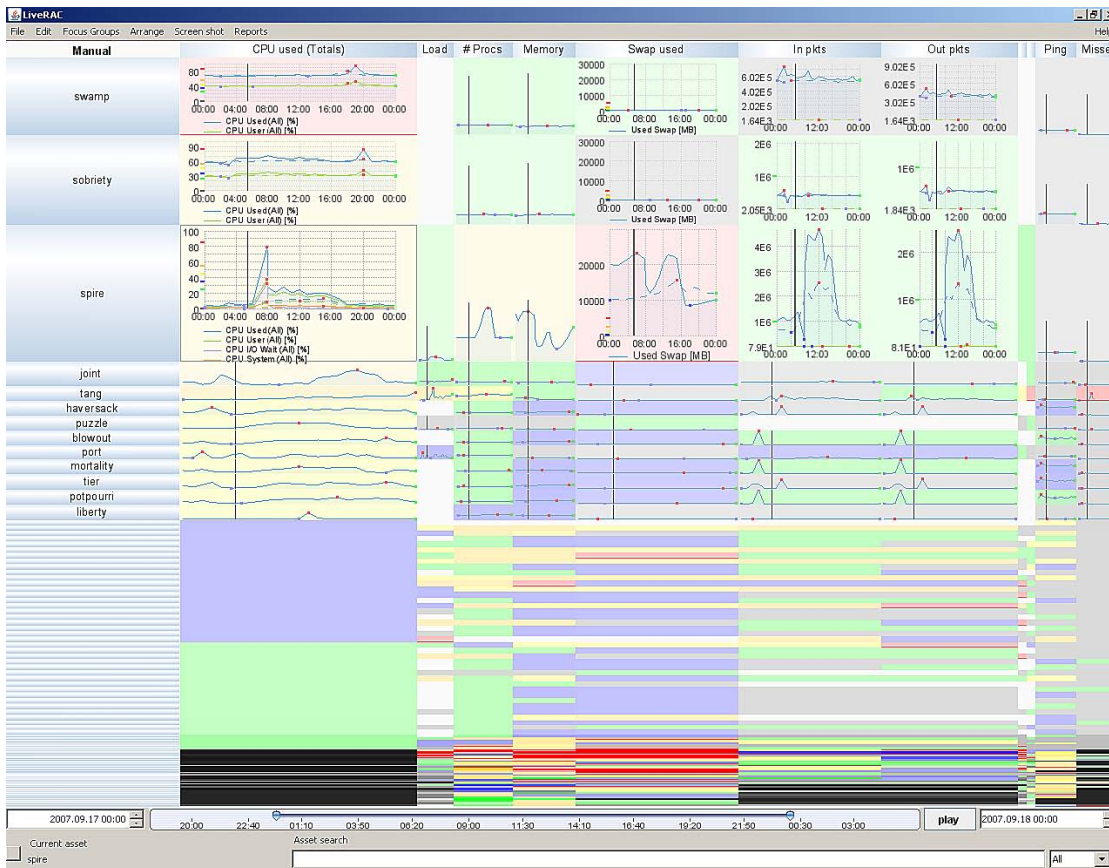 LiveRAC
File Edit Focus Groups Arrange Screen shot Reports Help
Manual CPU used (Totals) Load # Procs Memory Swap used In pkts Out pkts Ping Misse
swamp
80
40
0
00:00 04:00 08:00 12:00 16:00 20:00 00:00
CPU Used (All) [%]
CPU User (All) [%]
30000
20000
10000
0
00:00 08:00 16:00 00:00
Used Swap [MB]
6.02E5
4.02E5
1.64E3
00:00 12:00 00:00
9.02E5
6.02E5
3.02E5
1.64E3
00:00 12:00 00:00
sobriety
90
60
30
0
00:00 04:00 08:00 12:00 16:00 20:00 00:00
CPU Used (All) [%]
CPU User (All) [%]
30000
20000
10000
0
00:00 08:00 16:00 00:00
Used Swap [MB]
2E6
1E6
2.05E3
00:00 12:00 00:00
1E6
1.84E3
00:00 12:00 00:00
spire
100
80
60
40
20
0
00:00 04:00 08:00 12:00 16:00 20:00 00:00
CPU Used (All) [%]
CPU User (All) [%]
CPU I/O Wait (All) [%]
CPU System (All) [%]
20000
10000
0
00:00 08:00 16:00 00:00
Used Swap [MB]
4E6
3E6
2E6
1E6
7.9E1
00:00 12:00 00:00
2E6
1E6
8.1E1
00:00 12:00 00:00
joint
tang
haversack
puzzle
blowout
port
mortality
tier
potpourri
liberty
2007.09.17 00:00
20:00 22:40 01:10 03:50 06:20 09:00 11:30 14:10 16:40 19:20 21:50 00:30 03:00
play
2007.09.18 00:00
Current asset
spire
Asset search
All